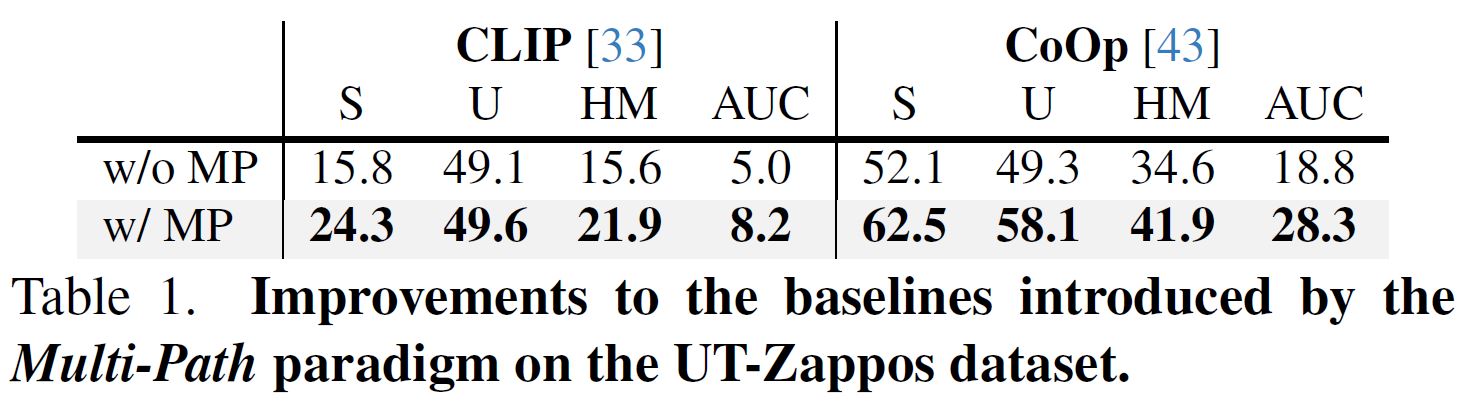 CLIP [33] CoOp [43]
S U HM AUC S U HM AUC
w/o MP 15.8 49.1 15.6 5.0 52.1 49.3 34.6 18.8
w/ MP 24.3 49.6 21.9 8.2 62.5 58.1 41.9 28.3
Table 1. Improvements to the baselines introduced by the
Multi-Path paradigm on the UT-Zappos dataset.